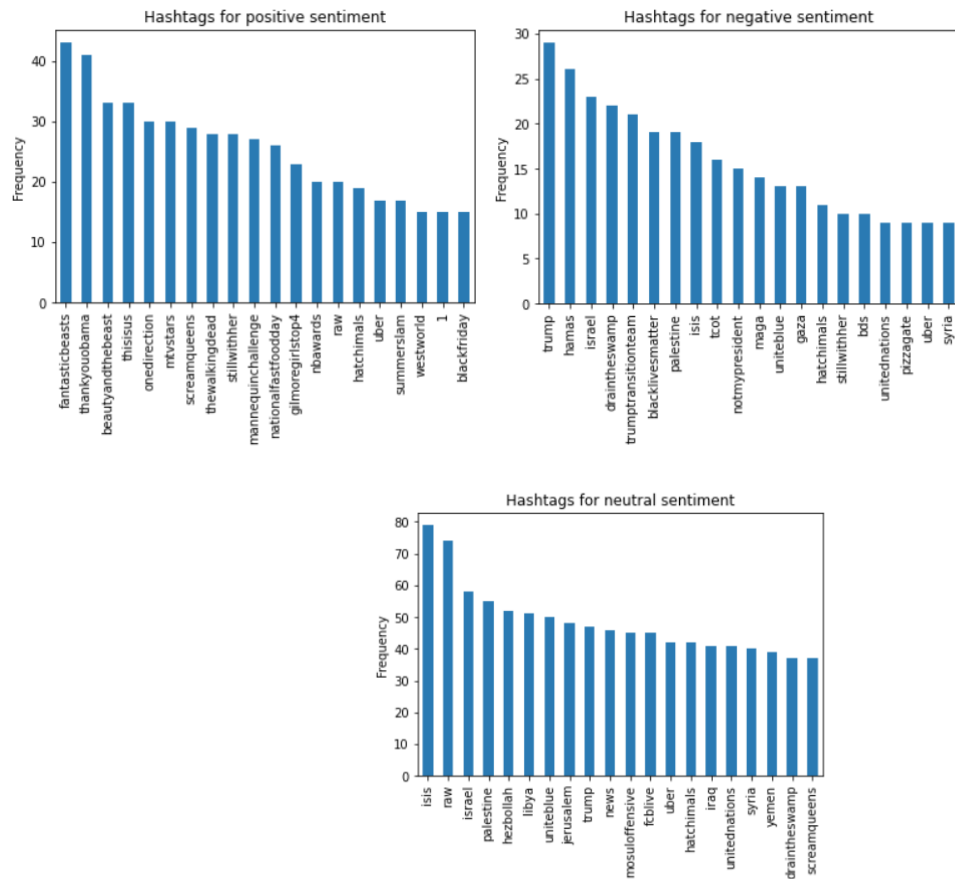 Hashtags for positive sentiment
Frequency
40
30
20
10
0
fantasticbeasts
thankyouobama
beautyandthebeast
thisisus
onedirection
mtvstars
screamqueens
thewalkingdead
stillwithher
mannequinchallenge
nationalfastfoodday
gilmoregirlstop4
nbawards
raw
hatchimals
uber
summerslam
westworld
1
blackfriday
Hashtags for negative sentiment
Frequency
30
25
20
15
10
5
0
trump
hamas
israel
draintheswamp
trumptransitionteam
blacklivesmatter
palestine
isis
tcot
notmypresident
maga
uniteblue
gaza
hatchimals
stillwithher
bds
unitednations
pizzagate
uber
syria
Hashtags for neutral sentiment
Frequency
80
70
60
50
40
30
20
10
0
isis
raw
israel
palestine
hezbollah
libya
uniteblue
jerusalem
trump
news
mosuloffensive
fcblive
uber
hatchimals
iraq
unitednations
syria
yemen
draintheswamp
screamqueens